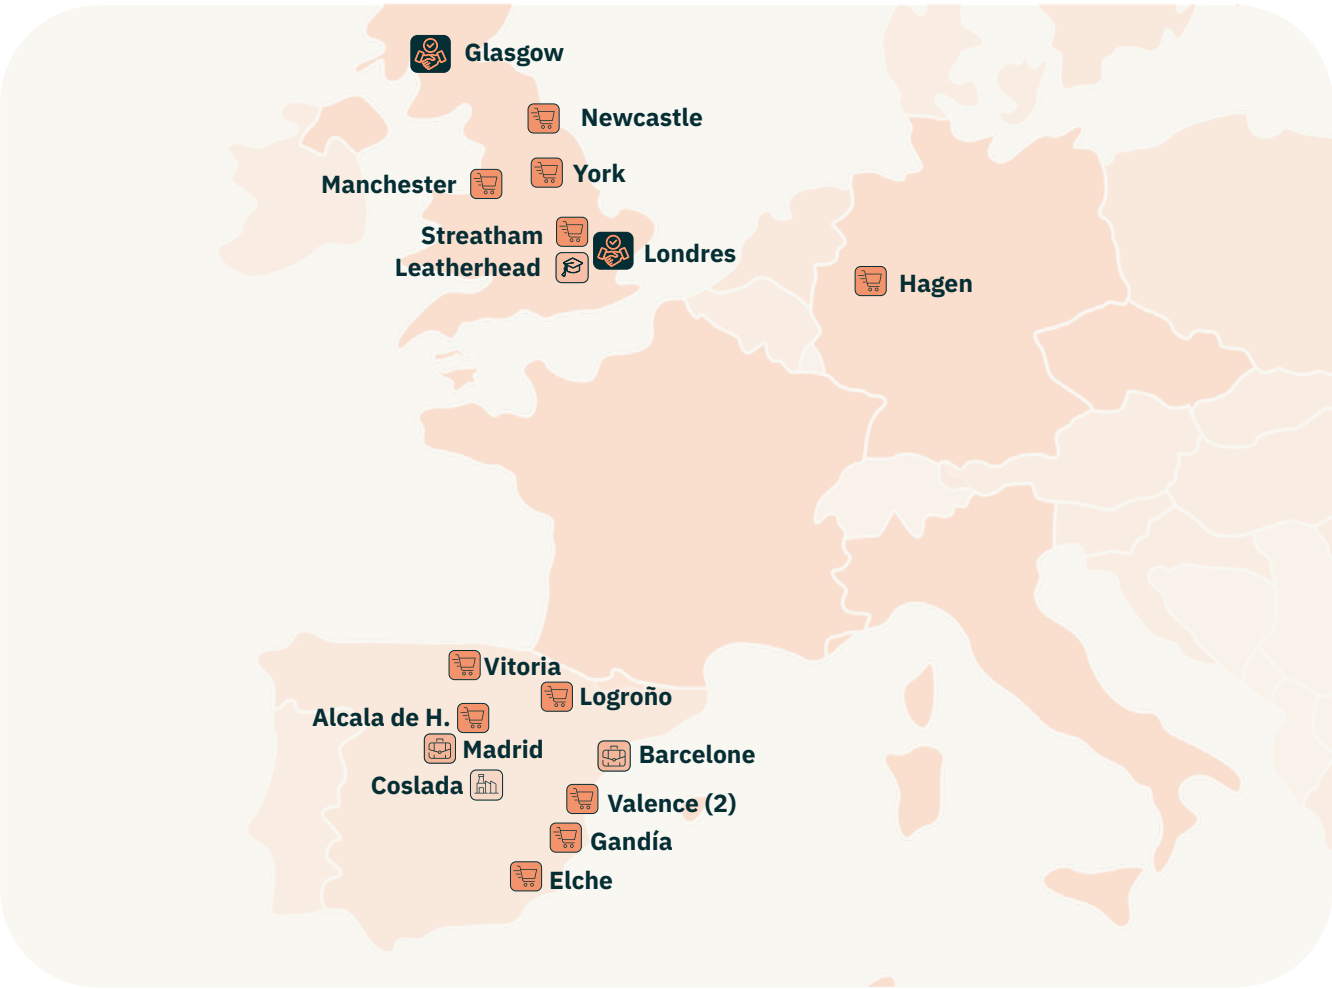 Glasgow
Newcastle
York
Manchester
Streatham
Londres
Leatherhead
Hagen
Vitoria
Logroño
Alcala de H.
Madrid
Barcelone
Coslada
Valence (2)
Gandía
Elche